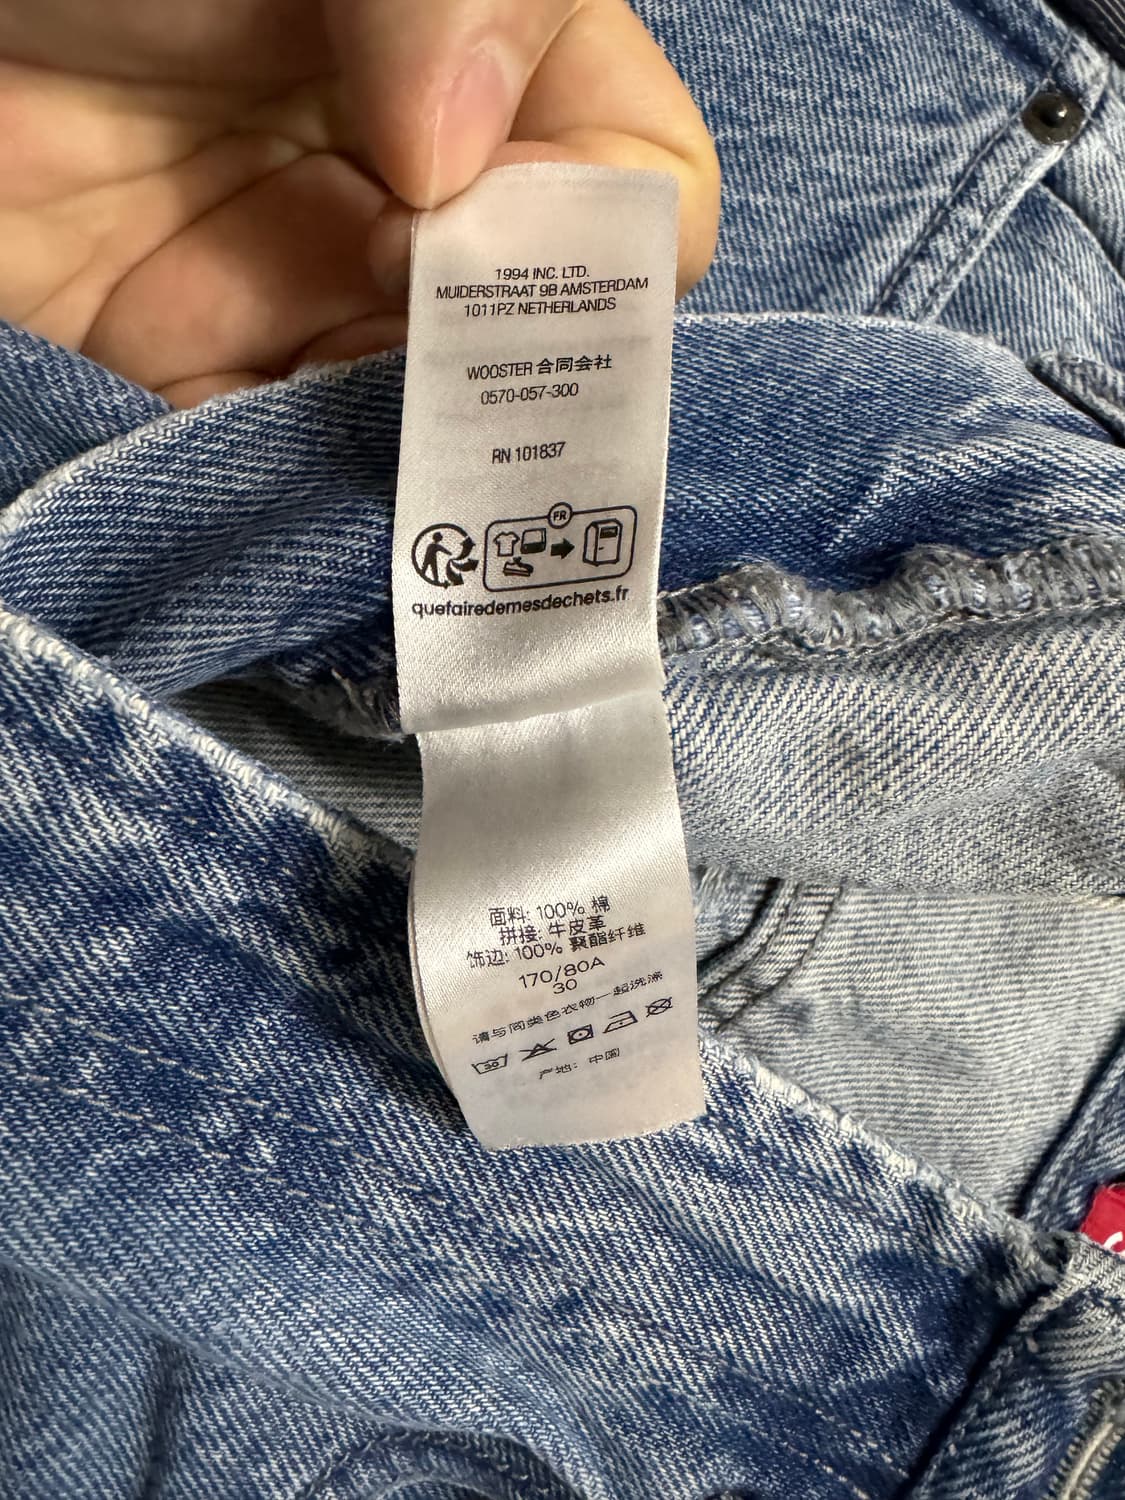 1994 INC. LTD.
MUIDERSTRAAT 9B AMSTERDAM
1011PZ NETHERLANDS
WOOSTER 合同会社
0570-057-300
RN 101837
FR
quefairedemesdechets.fr
面料: 100% 棉
拼接: 牛皮革
饰边: 100% 聚酯纤维
170/80A
30
请与同类色衣物一起洗涤
30
产地: 中国